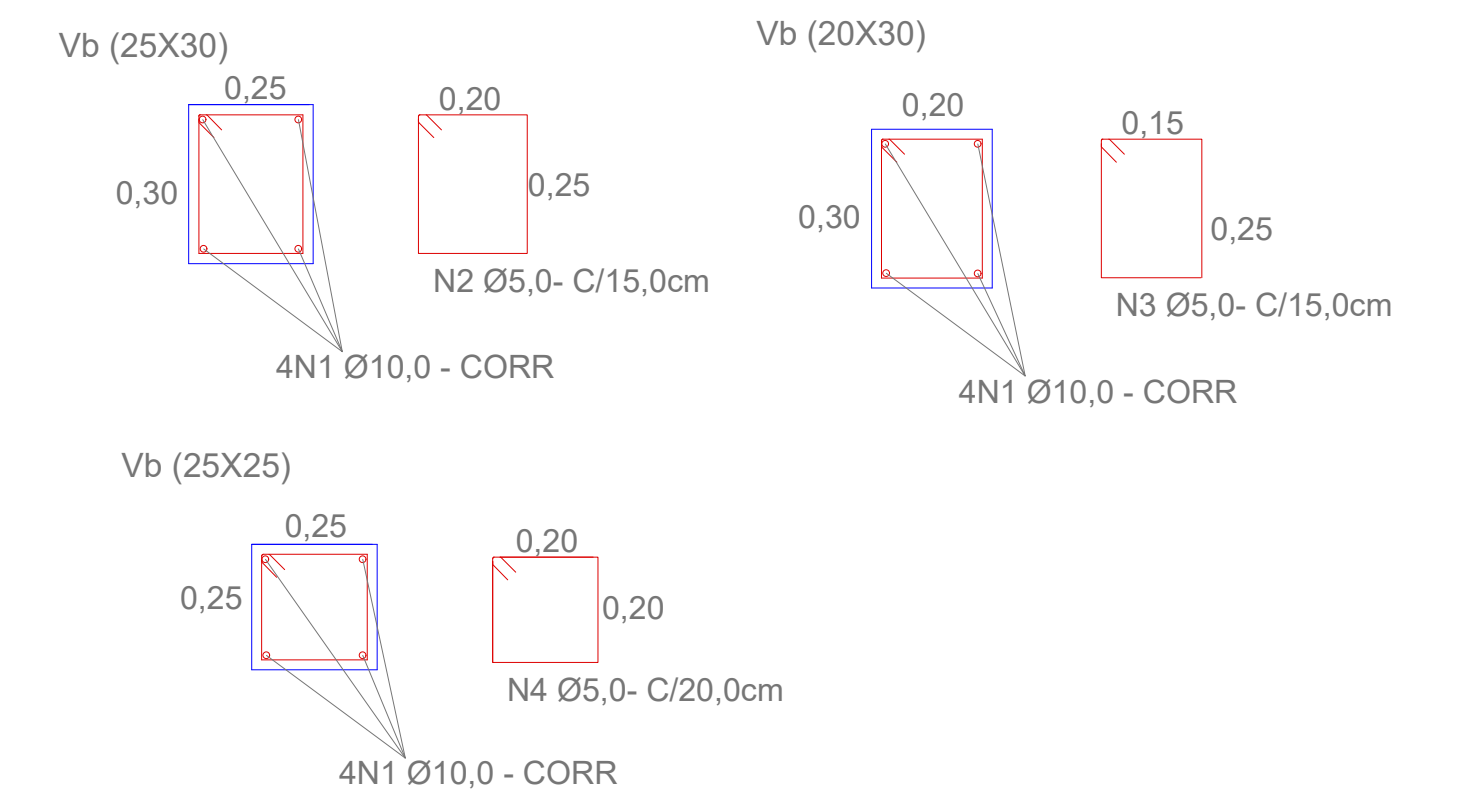 Vb (25X30)
0,25
0,30
0,20
0,25
N2 Ø5,0- C/15,0cm
4N1 Ø10,0 - CORR
Vb (20X30)
0,20
0,30
0,15
0,25
N3 Ø5,0- C/15,0cm
4N1 Ø10,0 - CORR
Vb (25X25)
0,25
0,25
0,20
0,20
N4 Ø5,0- C/20,0cm
4N1 Ø10,0 - CORR